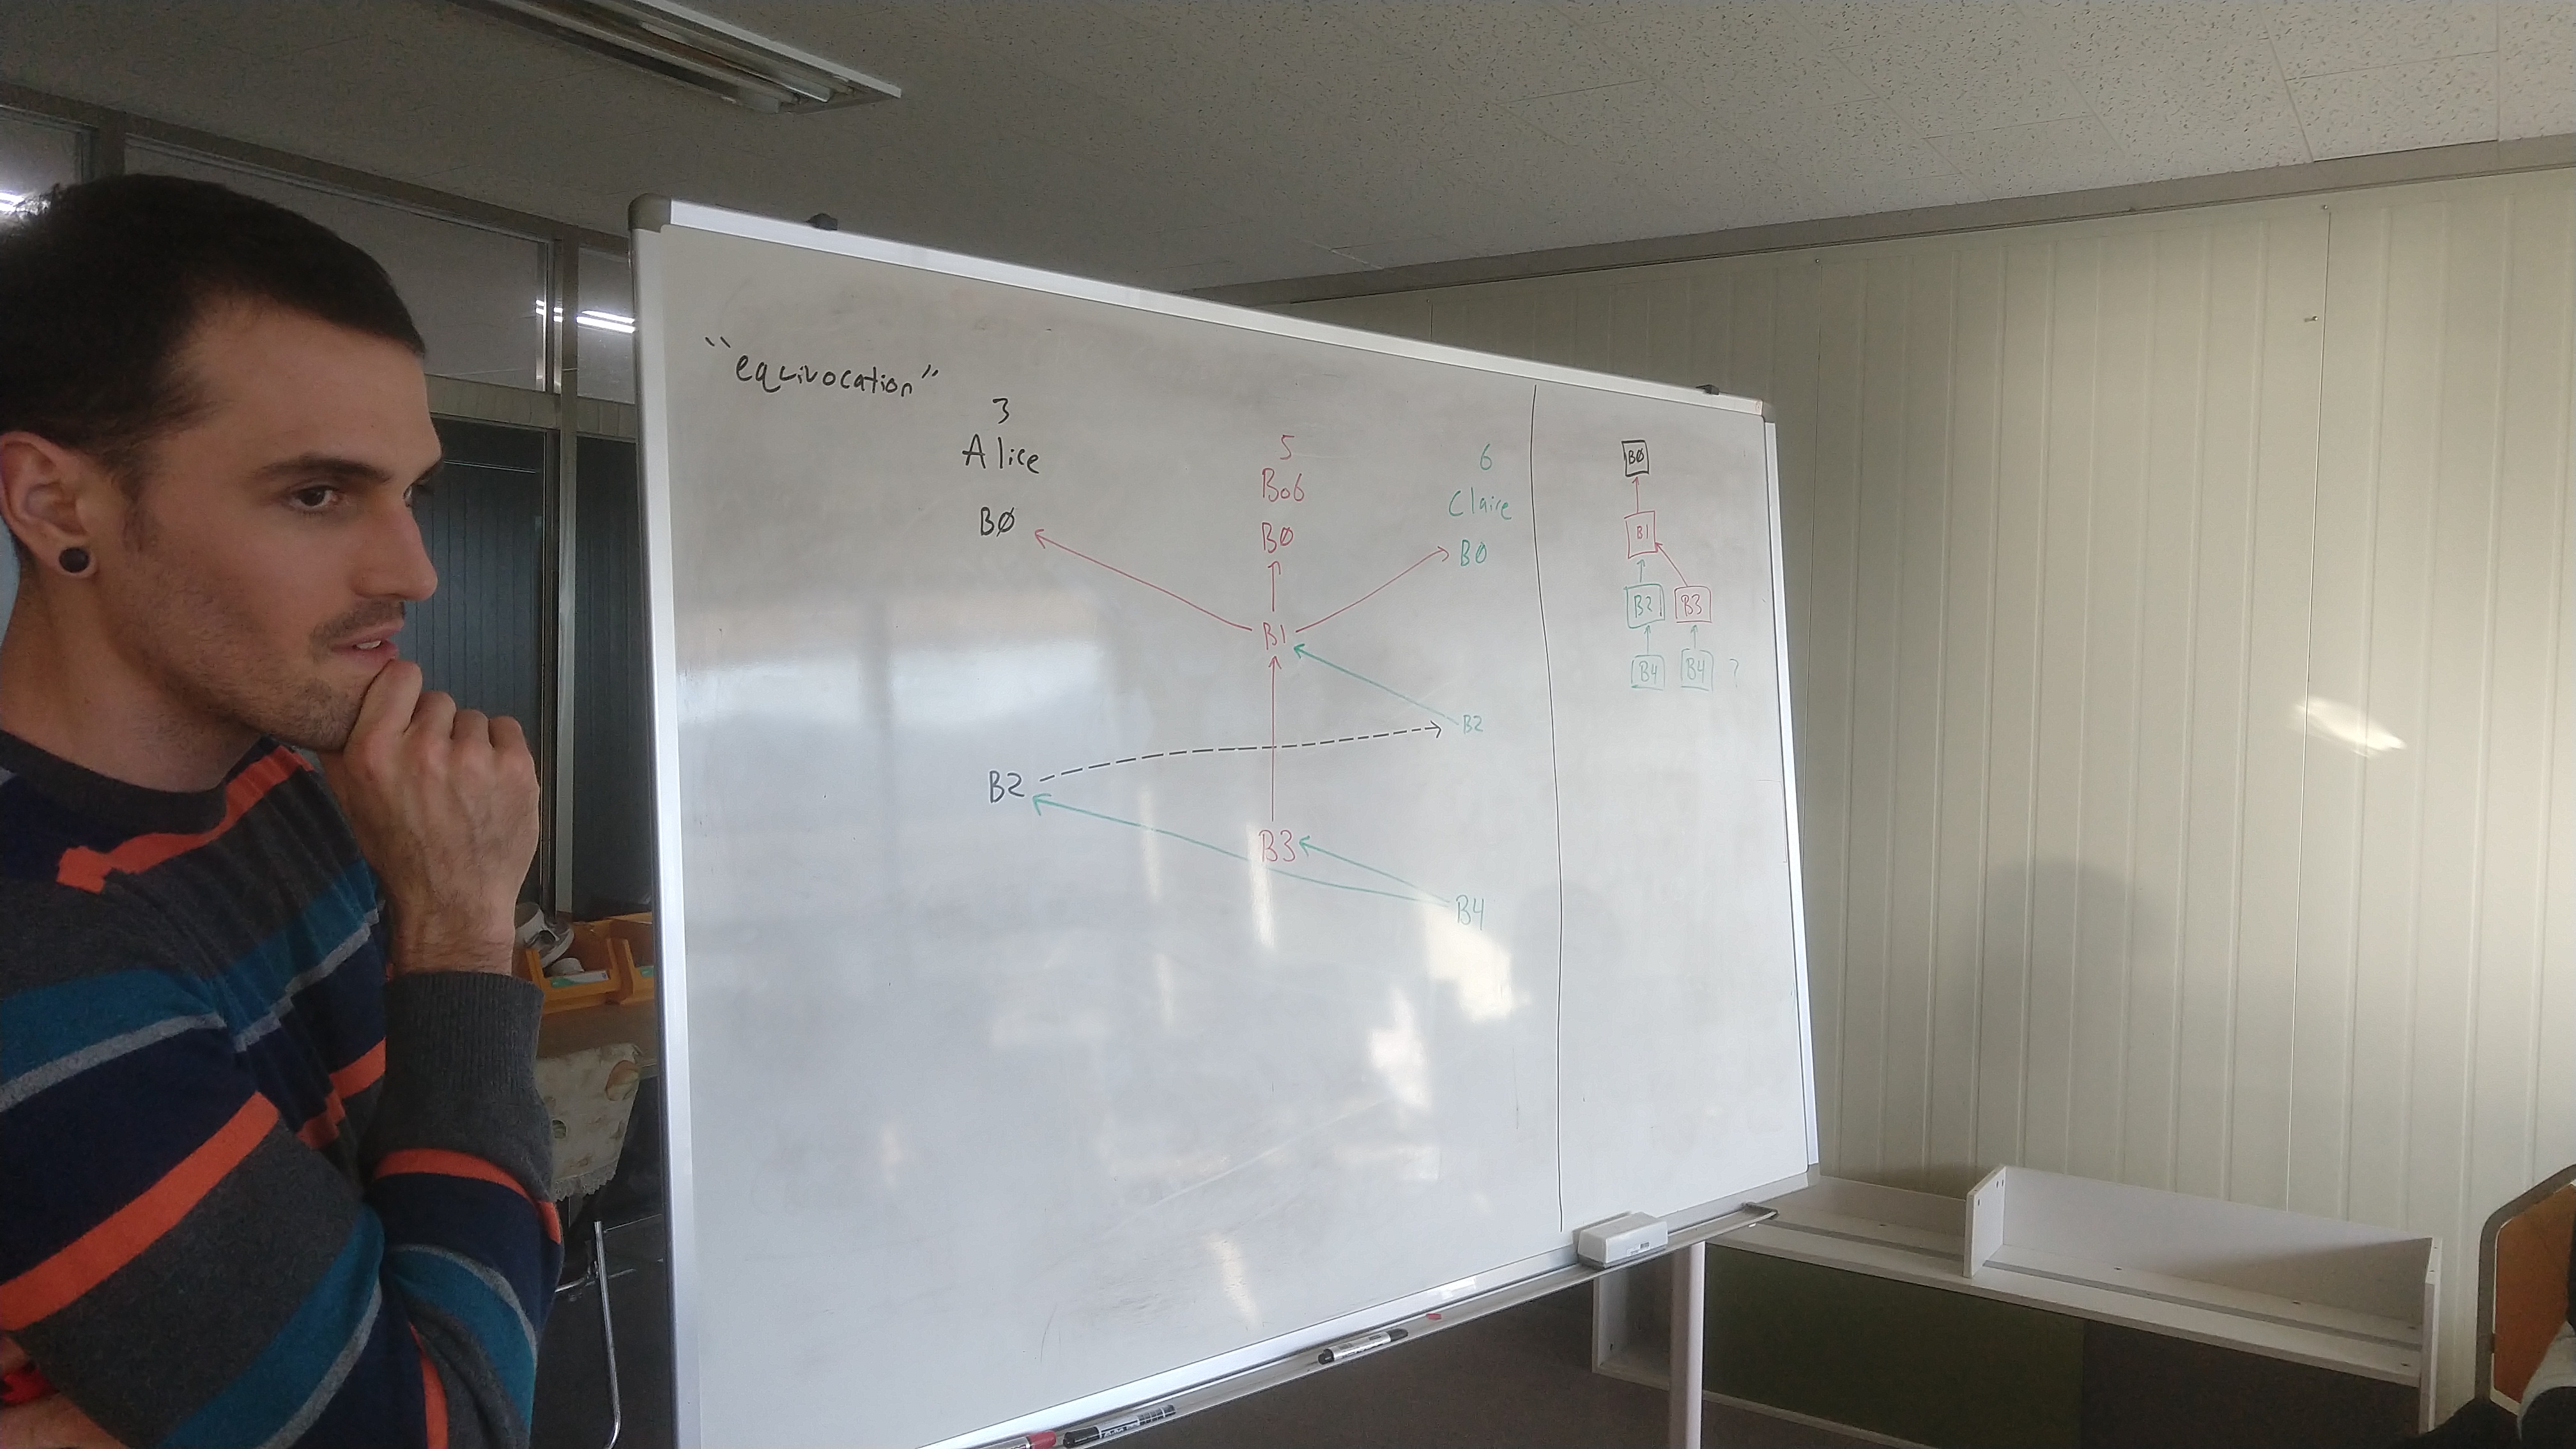 "equivocation"
3
Alice
BØ
5
Bob
BØ
6
Claire
BØ
B1
B2
B2
B3
B4
BØ
B1
B2 B3
B4 B4 ?